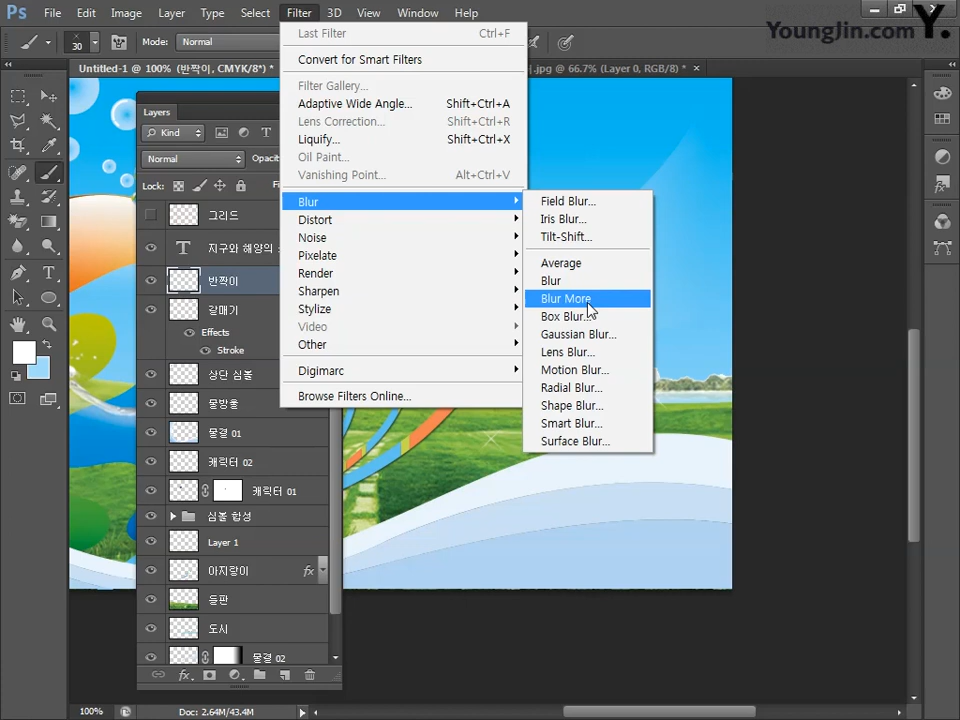 Ps File Edit Image Layer Type Select Filter 3D View Window Help
YoungJin.com Y.
30 Mode: Normal
Untitled-1 @ 100% (반짝이, CMYK/8*) *
.jpg @ 66.7% (Layer 0, RGB/8) *
Last Filter Ctrl+F
Convert for Smart Filters
Filter Gallery...
Adaptive Wide Angle... Shift+Ctrl+A
Lens Correction... Shift+Ctrl+R
Liquify... Shift+Ctrl+X
Oil Paint...
Vanishing Point... Alt+Ctrl+V
Blur
Distort
Noise
Pixelate
Render
Sharpen
Stylize
Video
Other
Digimarc
Browse Filters Online...
Field Blur...
Iris Blur...
Tilt-Shift...
Average
Blur
Blur More
Box Blur...
Gaussian Blur...
Lens Blur...
Motion Blur...
Radial Blur...
Shape Blur...
Smart Blur...
Surface Blur...
Layers
Kind
Normal Opacit
Lock:
그리드
지구와 해양의
반짝이
갈매기
Effects
Stroke
상단 심볼
물방울
물결 01
캐릭터 02
캐릭터 01
심볼 합성
Layer 1
아지랑이 fx
들판
도시
물결 02
fx
100% Doc: 2.64M/43.4M